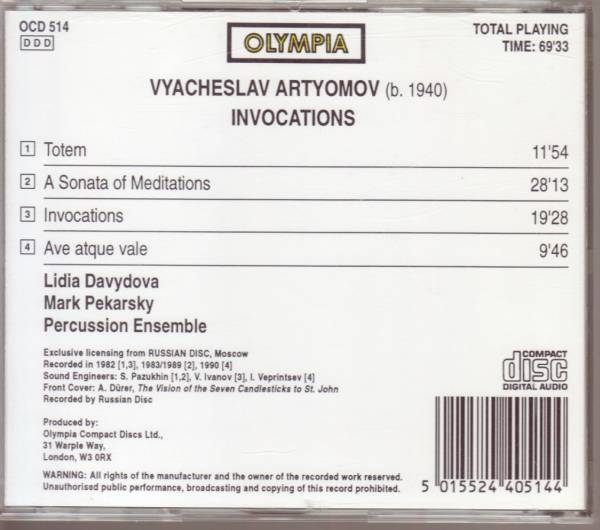 OCD 514
DDD
OLYMPIA
TOTAL PLAYING
TIME: 69'33
VYACHESLAV ARTYOMOV (b. 1940)
INVOCATIONS
1 Totem 11'54
2 A Sonata of Meditations 28'13
3 Invocations 19'28
4 Ave atque vale 9'46
Lidia Davydova
Mark Pekarsky
Percussion Ensemble
Exclusive licensing from RUSSIAN DISC, Moscow
Recorded in 1982 [1,3], 1983/1989 [2], 1990 [4]
Sound Engineers: S. Pazukhin [1,2], V. Ivanov [3], I. Veprintsev [4]
Front Cover: A. Dürer, The Vision of the Seven Candlesticks to St. John
Recorded by Russian Disc
COMPACT
disc
DIGITAL AUDIO
Produced by:
Olympia Compact Discs Ltd.,
31 Warple Way,
London, W3 0RX
WARNING: All rights of the manufacturer and the owner of the recorded work reserved.
Unauthorised public performance, broadcasting and copying of this record prohibited.
5 015524 405144